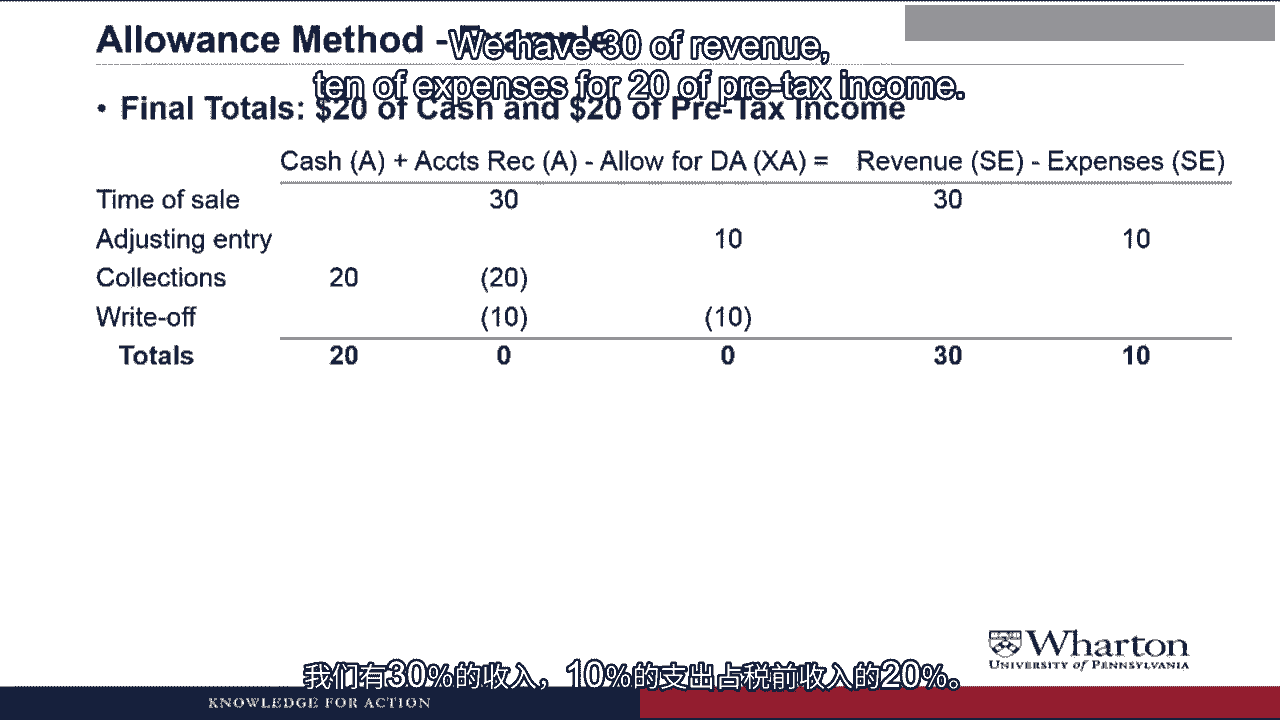 Allowance Method - Example
We have 30 of revenue,
ten of expenses for 20 of pre-tax income.
• Final Totals: $20 of Cash and $20 of Pre-Tax Income
Cash (A) + Accts Rec (A) - Allow for DA (XA) = Revenue (SE) - Expenses (SE)
Time of sale 30 30
Adjusting entry 10 10
Collections 20 (20)
Write-off (10) (10)
Totals 20 0 0 30 10
Wharton
UNIVERSITY of PENNSYLVANIA
我们有30%的收入，10%的支出占税前收入的20%。
KNOWLEDGE FOR ACTION